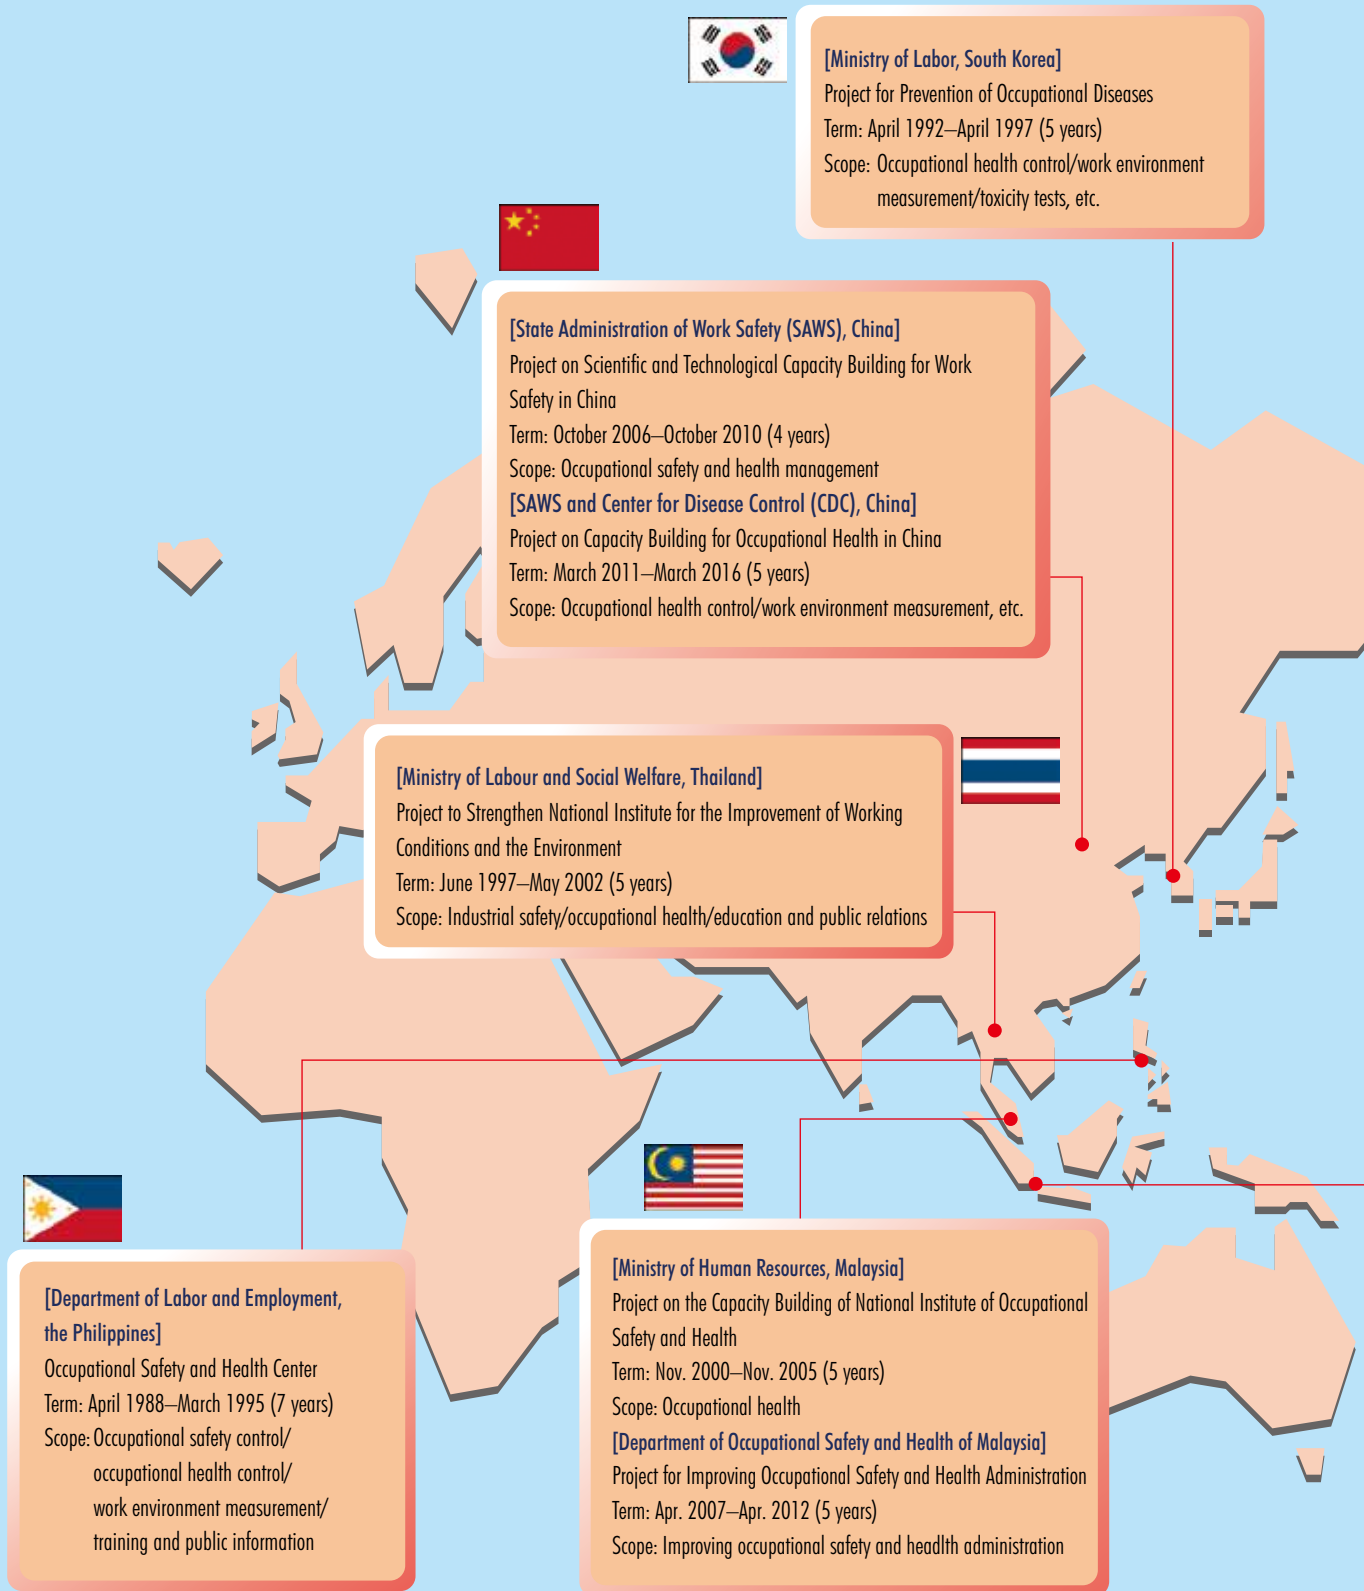 [Ministry of Labor, South Korea]
Project for Prevention of Occupational Diseases
Term: April 1992–April 1997 (5 years)
Scope: Occupational health control/work environment
measurement/toxicity tests, etc.
[State Administration of Work Safety (SAWS), China]
Project on Scientific and Technological Capacity Building for Work
Safety in China
Term: October 2006–October 2010 (4 years)
Scope: Occupational safety and health management
[SAWS and Center for Disease Control (CDC), China]
Project on Capacity Building for Occupational Health in China
Term: March 2011–March 2016 (5 years)
Scope: Occupational health control/work environment measurement, etc.
[Ministry of Labour and Social Welfare, Thailand]
Project to Strengthen National Institute for the Improvement of Working
Conditions and the Environment
Term: June 1997–May 2002 (5 years)
Scope: Industrial safety/occupational health/education and public relations
[Department of Labor and Employment,
the Philippines]
Occupational Safety and Health Center
Term: April 1988–March 1995 (7 years)
Scope: Occupational safety control/
occupational health control/
work environment measurement/
training and public information
[Ministry of Human Resources, Malaysia]
Project on the Capacity Building of National Institute of Occupational
Safety and Health
Term: Nov. 2000–Nov. 2005 (5 years)
Scope: Occupational health
[Department of Occupational Safety and Health of Malaysia]
Project for Improving Occupational Safety and Health Administration
Term: Apr. 2007–Apr. 2012 (5 years)
Scope: Improving occupational safety and headlth administration